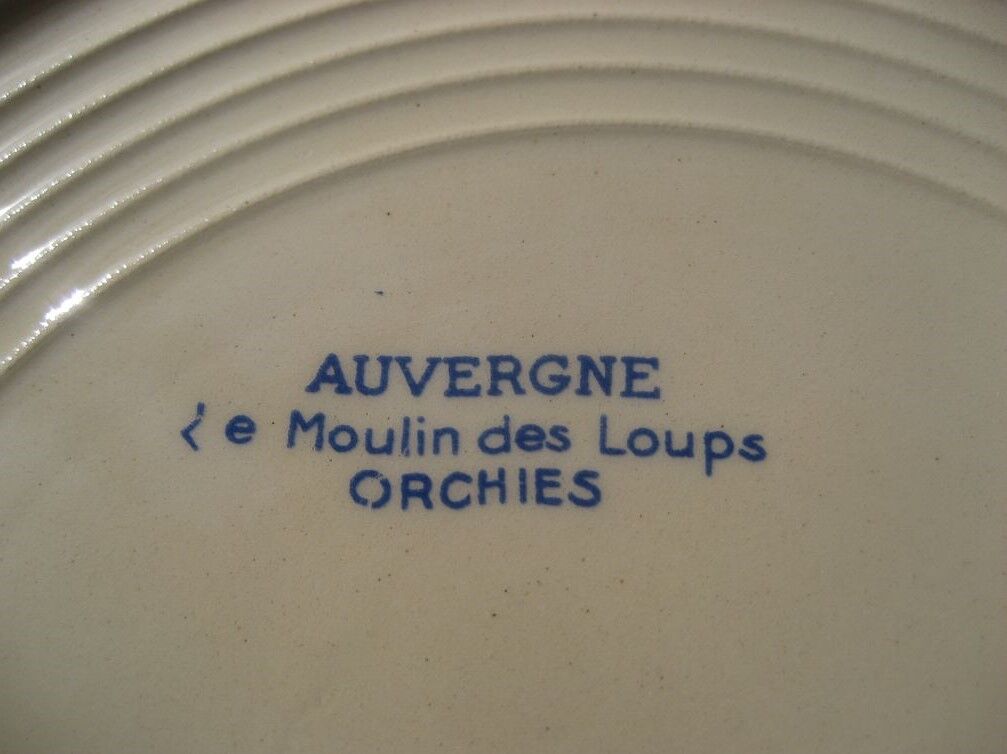 AUVERGNE
Le Moulin des Loups
ORCHIES